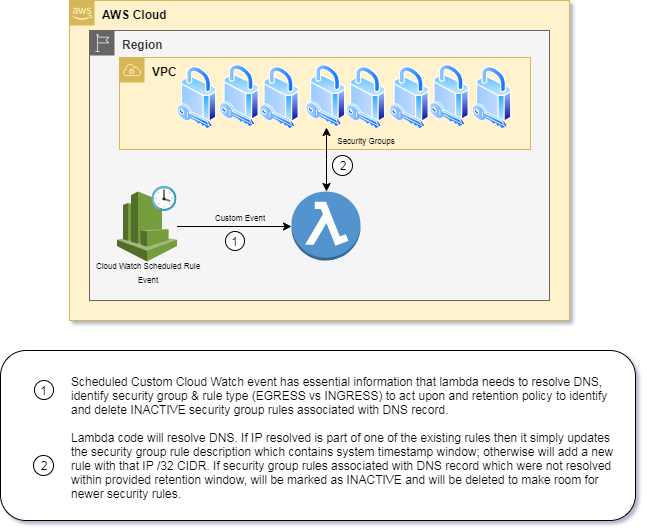 aws
AWS Cloud
Region
VPC
Security Groups
2
Custom Event
1
Cloud Watch Scheduled Rule
Event
1
Scheduled Custom Cloud Watch event has essential information that lambda needs to resolve DNS,
identify security group & rule type (EGRESS vs INGRESS) to act upon and retention policy to identify
and delete INACTIVE security group rules associated with DNS record.
2
Lambda code will resolve DNS. If IP resolved is part of one of the existing rules then it simply updates
the security group rule description which contains system timestamp window; otherwise will add a new
rule with that IP /32 CIDR. If security group rules associated with DNS record which were not resolved
within provided retention window, will be marked as INACTIVE and will be deleted to make room for
newer security rules.